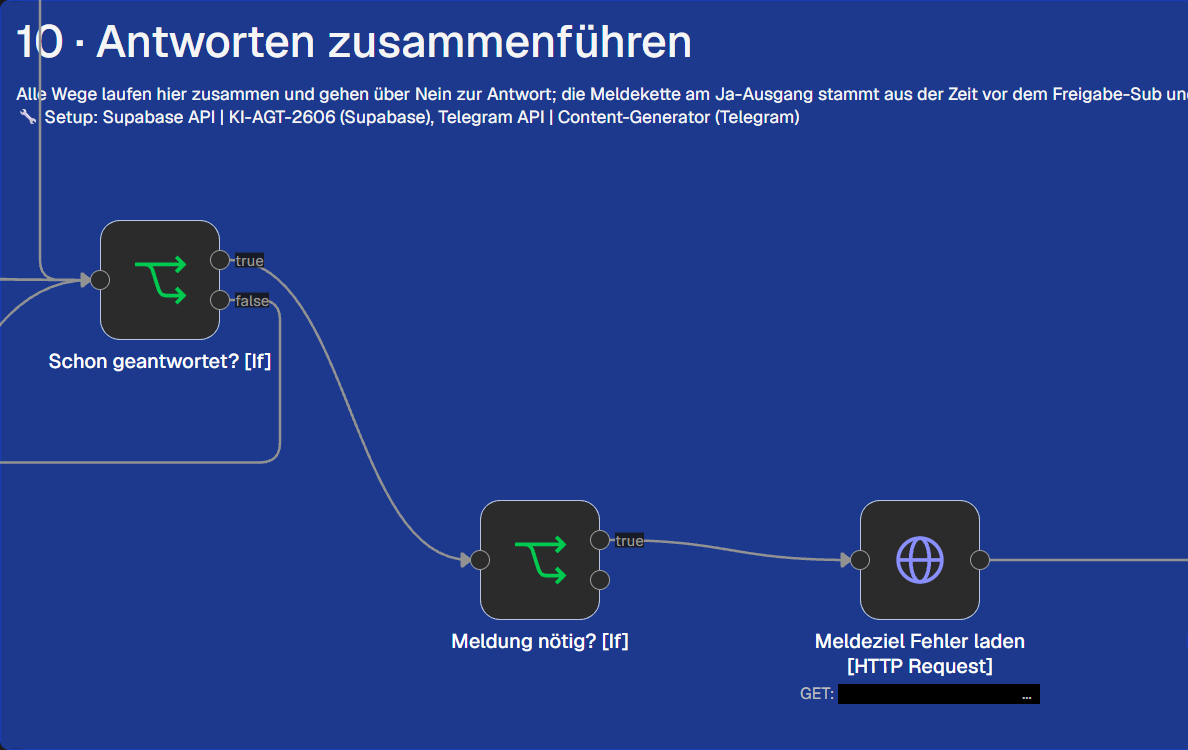 10 · Antworten zusammenführen
Alle Wege laufen hier zusammen und gehen über Nein zur Antwort; die Meldekette am Ja-Ausgang stammt aus der Zeit vor dem Freigabe-Sub
Setup: Supabase API | KI-AGT-2606 (Supabase), Telegram API | Content-Generator (Telegram)
true
false
Schon geantwortet? [If]
true
Meldung nötig? [If]
Meldeziel Fehler laden
[HTTP Request]
GET: ...